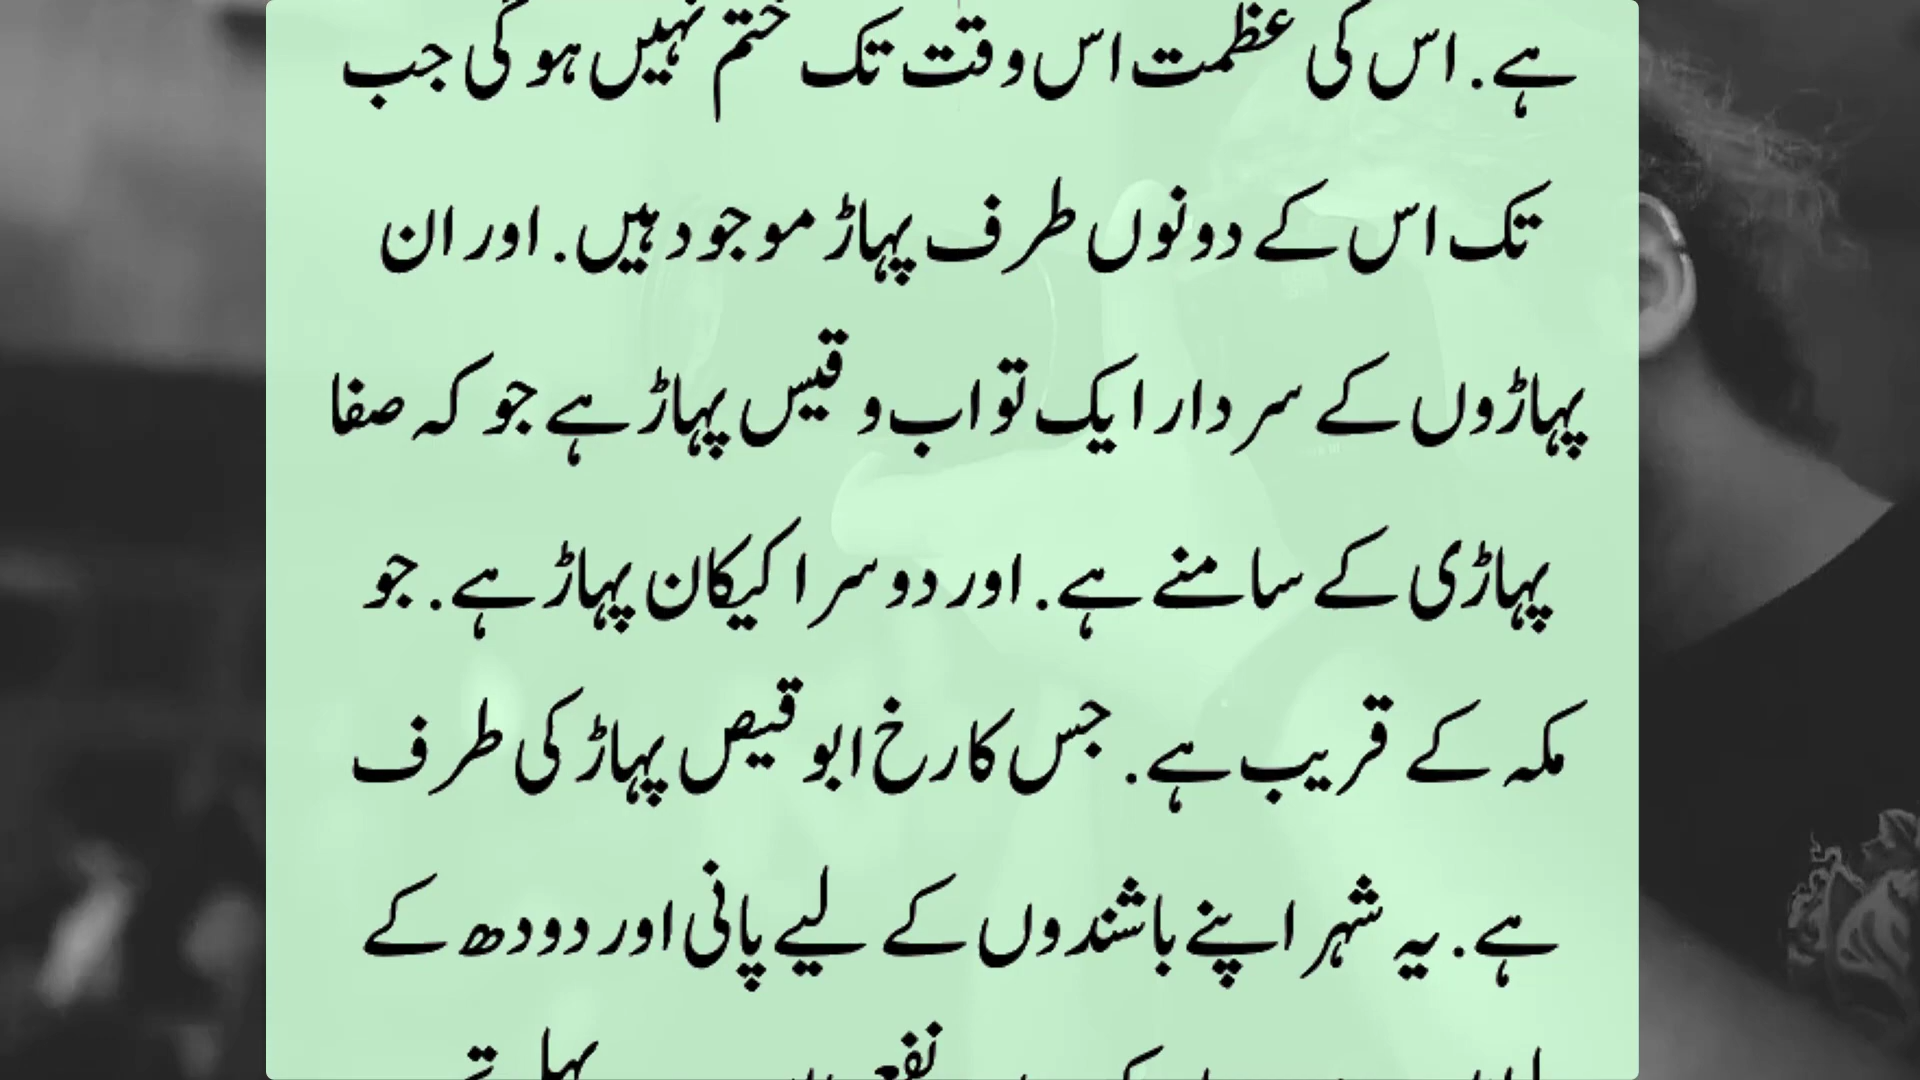 ہے. اس کی عظمت اس وقت تک ختم نہیں ہو گی جب
تک اس کے دونوں طرف پہاڑ موجود ہیں. اور ان
پہاڑوں کے سردار ایک تو اب و قیس پہاڑ ہے جو کہ صفا
پہاڑی کے سامنے ہے. اور دوسرا کیکان پہاڑ ہے. جو
مکہ کے قریب ہے. جس کا رخ ابو قیص پہاڑ کی طرف
ہے. یہ شہر اپنے باشندوں کے لیے پانی اور دودھ کے